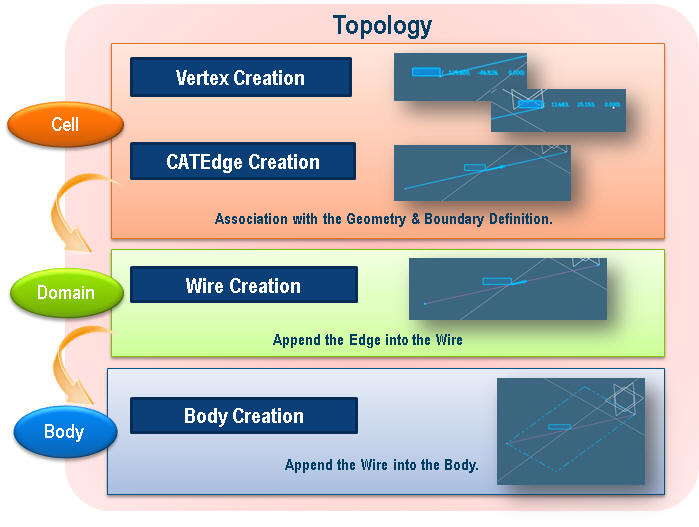 Topology
Vertex Creation
Cell
CATEdge Creation
Association with the Geometry & Boundary Definition.
Domain
Wire Creation
Append the Edge into the Wire
Body
Body Creation
Append the Wire into the Body.